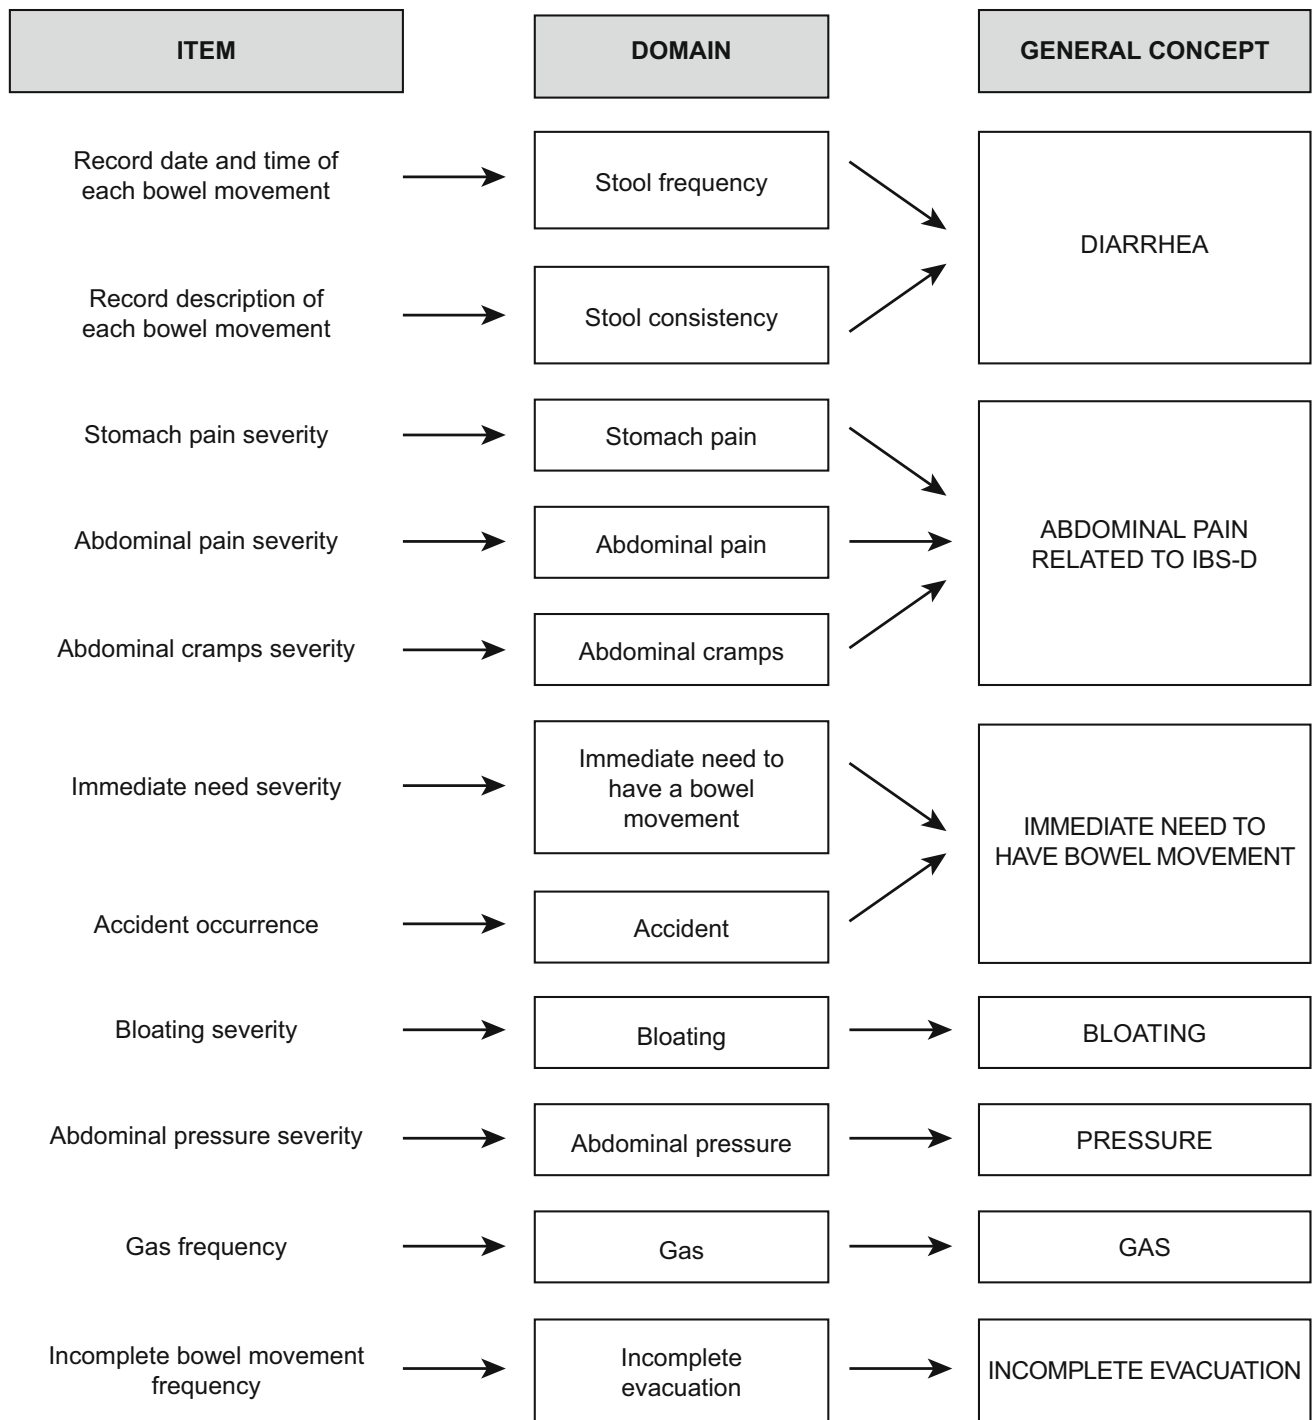 ITEM
DOMAIN
GENERAL CONCEPT
Record date and time of
each bowel movement
Stool frequency
DIARRHEA
Record description of
each bowel movement
Stool consistency
Stomach pain severity
Stomach pain
ABDOMINAL PAIN
RELATED TO IBS-D
Abdominal pain severity
Abdominal pain
Abdominal cramps severity
Abdominal cramps
Immediate need severity
Immediate need to
have a bowel
movement
IMMEDIATE NEED TO
HAVE BOWEL MOVEMENT
Accident occurrence
Accident
Bloating severity
Bloating
BLOATING
Abdominal pressure severity
Abdominal pressure
PRESSURE
Gas frequency
Gas
GAS
Incomplete bowel movement
frequency
Incomplete
evacuation
INCOMPLETE EVACUATION